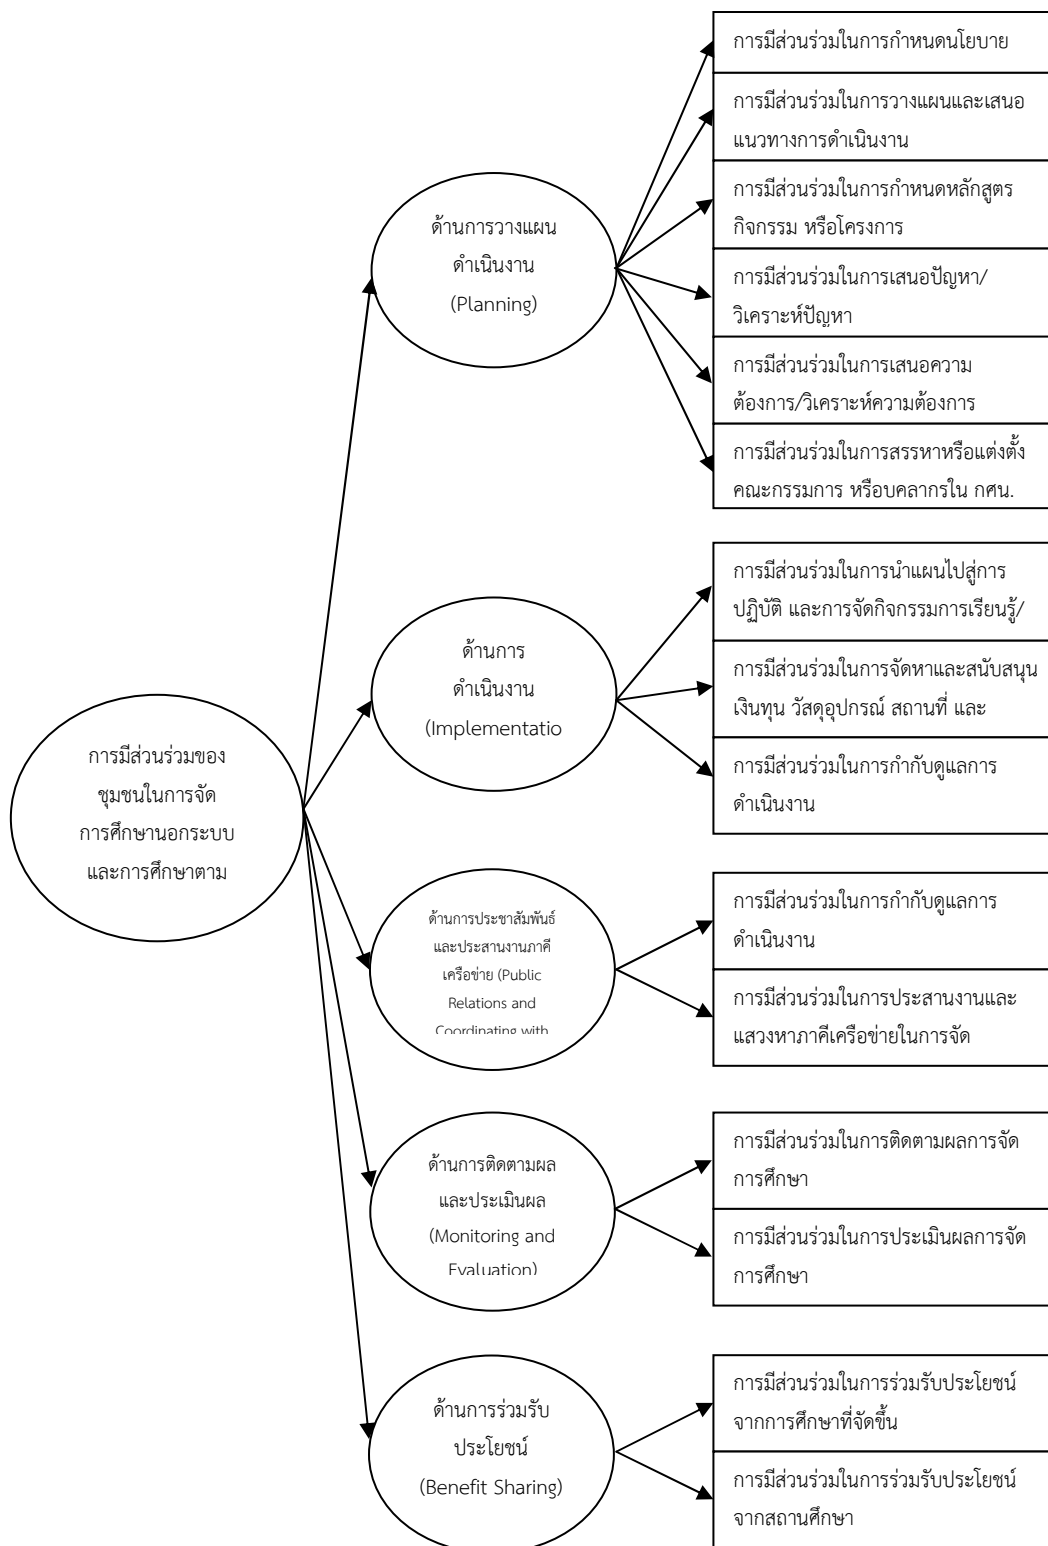 การมีส่วนร่วมของ
ชุมชนในการจัด
การศึกษานอกระบบ
และการศึกษาตาม
ด้านการวางแผน
ดำเนินงาน
(Planning)
การมีส่วนร่วมในการกำหนดนโยบาย
การมีส่วนร่วมในการวางแผนและเสนอ
แนวทางการดำเนินงาน
การมีส่วนร่วมในการกำหนดหลักสูตร
กิจกรรม หรือโครงการ
การมีส่วนร่วมในการเสนอปัญหา/
วิเคราะห์ปัญหา
การมีส่วนร่วมในการเสนอความ
ต้องการ/วิเคราะห์ความต้องการ
การมีส่วนร่วมในการสรรหาหรือแต่งตั้ง
คณะกรรมการ หรือบุคลากรใน กศน.
ด้านการ
ดำเนินงาน
(Implementatio
การมีส่วนร่วมในการนำแผนไปสู่การ
ปฏิบัติ และการจัดกิจกรรมการเรียนรู้/
การมีส่วนร่วมในการจัดหาและสนับสนุน
เงินทุน วัสดุอุปกรณ์ สถานที่ และ
การมีส่วนร่วมในการกำกับดูแลการ
ดำเนินงาน
ด้านการประชาสัมพันธ์
และประสานงานภาคี
เครือข่าย (Public
Relations and
Coordinating with
การมีส่วนร่วมในการกำกับดูแลการ
ดำเนินงาน
การมีส่วนร่วมในการประสานงานและ
แสวงหาภาคีเครือข่ายในการจัด
ด้านการติดตามผล
และประเมินผล
(Monitoring and
Evaluation)
การมีส่วนร่วมในการติดตามผลการจัด
การศึกษา
การมีส่วนร่วมในการประเมินผลการจัด
การศึกษา
ด้านการร่วมรับ
ประโยชน์
(Benefit Sharing)
การมีส่วนร่วมในการร่วมรับประโยชน์
จากการศึกษาที่จัดขึ้น
การมีส่วนร่วมในการร่วมรับประโยชน์
จากสถานศึกษา